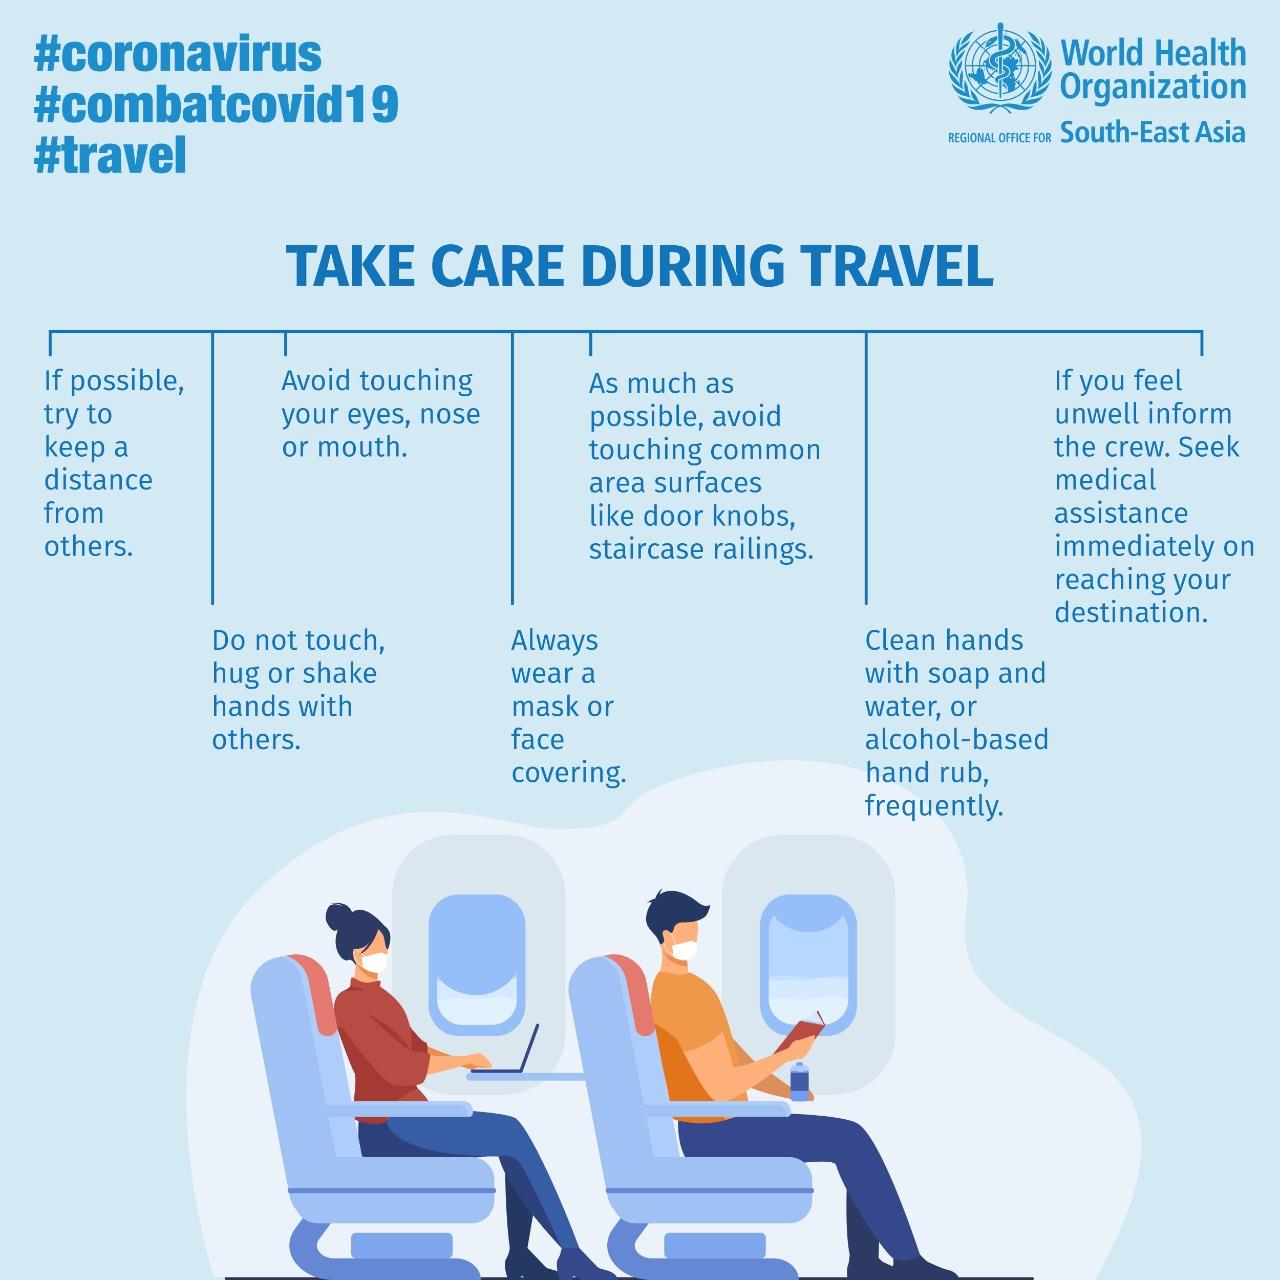 #coronavirus
#combatcovid19
#travel
World Health
Organization
REGIONAL OFFICE FOR South-East Asia
TAKE CARE DURING TRAVEL
If possible,
try to
keep a
distance
from
others.
Do not touch,
hug or shake
hands with
others.
Avoid touching
your eyes, nose
or mouth.
Always
wear a
mask or
face
covering.
As much as
possible, avoid
touching common
area surfaces
like door knobs,
staircase railings.
Clean hands
with soap and
water, or
alcohol-based
hand rub,
frequently.
If you feel
unwell inform
the crew. Seek
medical
assistance
immediately on
reaching your
destination.